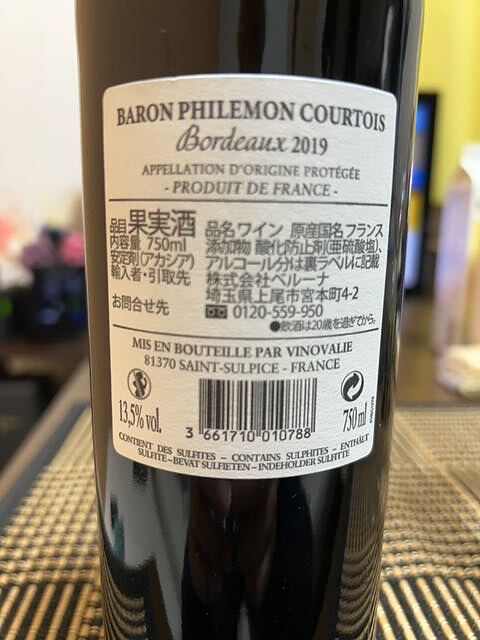 BARON PHILEMON COURTOIS
Bordeaux 2019
APPELLATION D'ORIGINE PROTÉGÉE
- PRODUIT DE FRANCE -
品目 果実酒 品名 ワイン 原産国名 フランス
内容量 750ml 添加物 酸化防止剤(亜硫酸塩)、
安定剤(アカシア) アルコール分は裏ラベルに記載
輸入者・引取先 株式会社ベルーナ
埼玉県上尾市宮本町4-2
お問合せ先 0120-559-950
●飲酒は20歳を過ぎてから。
MIS EN BOUTEILLE PAR VINOVALIE
81370 SAINT-SULPICE - FRANCE
13,5% vol.
3 661710 010788
750 ml
CONTIENT DES SULFITES - CONTAINS SULPHITES - ENTHÄLT
SULFITE - BEVAT SULFIETEN - INDEHOLDER SULFITTE